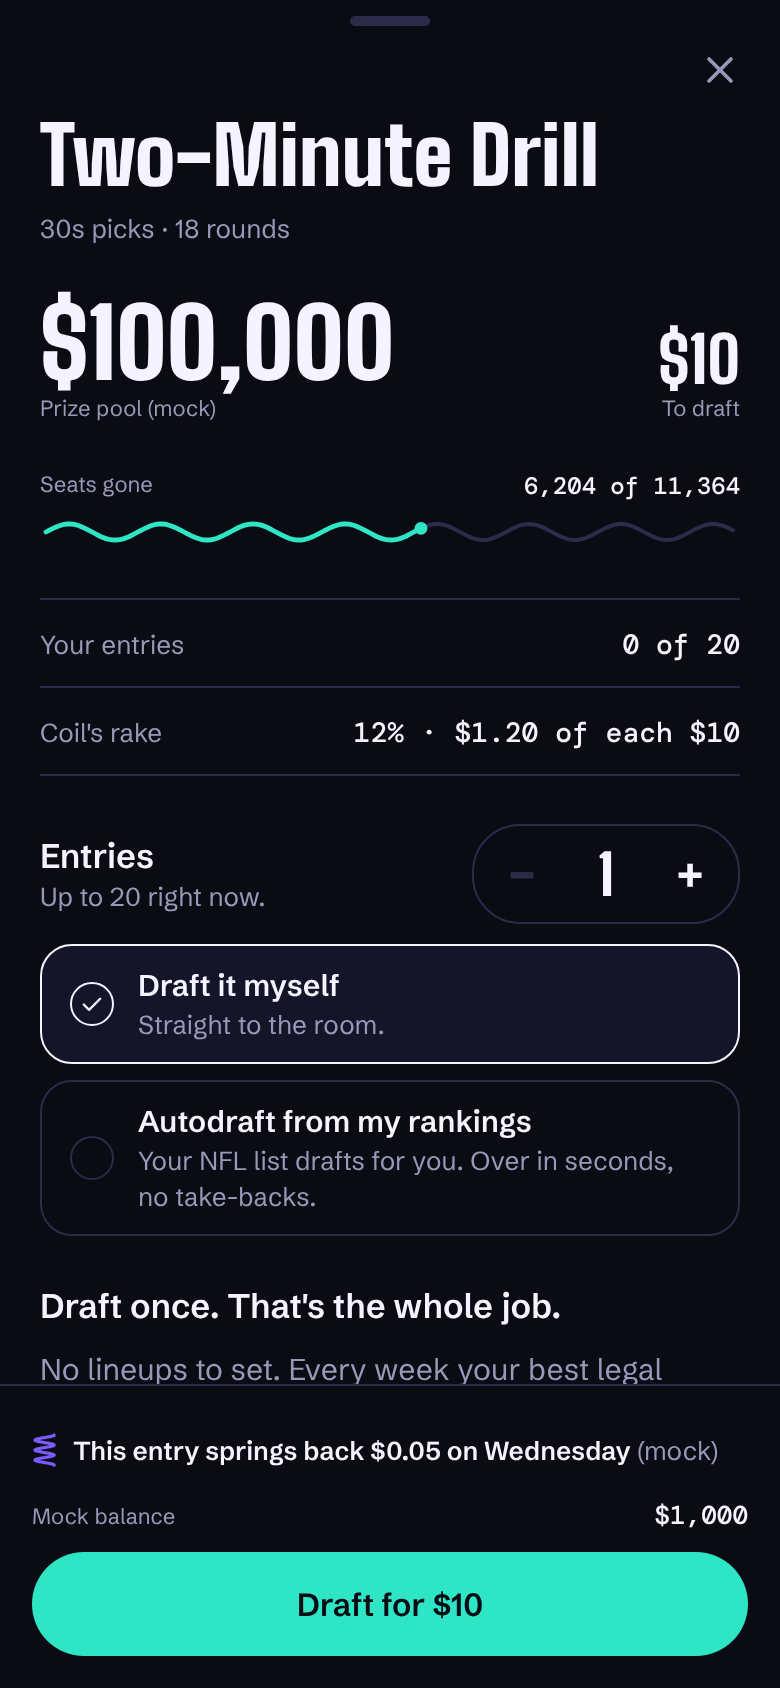 Two-Minute Drill
30s picks · 18 rounds
$100,000
$10
Prize pool (mock)
To draft
Seats gone
6,204 of 11,364
Your entries
0 of 20
Coil's rake
12% · $1.20 of each $10
Entries
Up to 20 right now.
− 1 +
Draft it myself
Straight to the room.
Autodraft from my rankings
Your NFL list drafts for you. Over in seconds,
no take-backs.
Draft once. That's the whole job.
No lineups to set. Every week your best legal
This entry springs back $0.05 on Wednesday (mock)
Mock balance
$1,000
Draft for $10